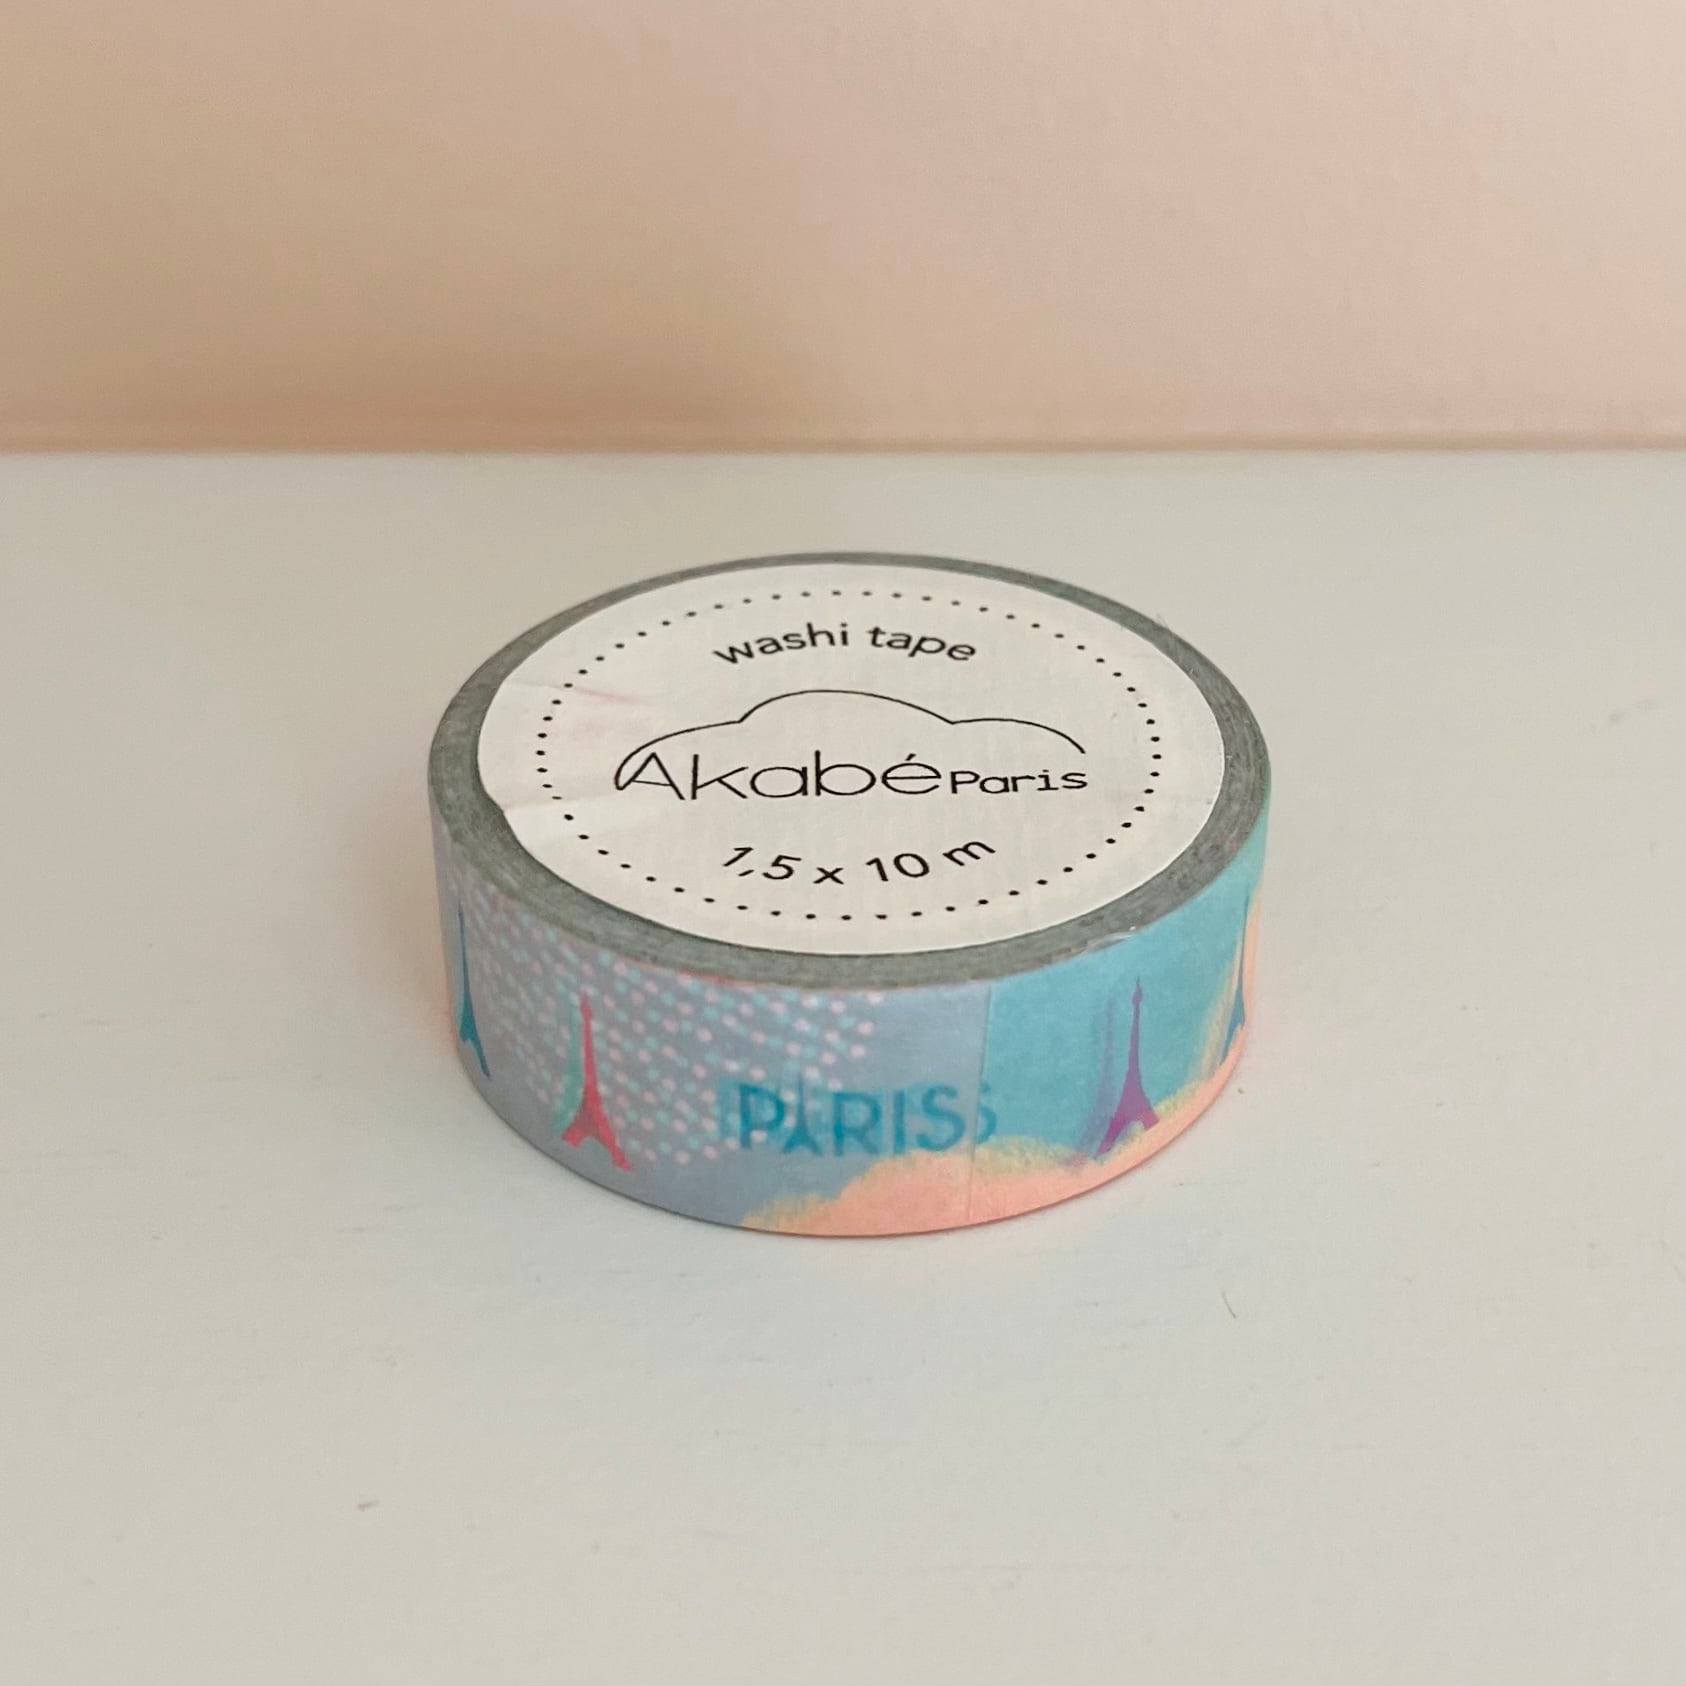 washi tape
Akabé Paris
1,5 x 10 m
PARIS